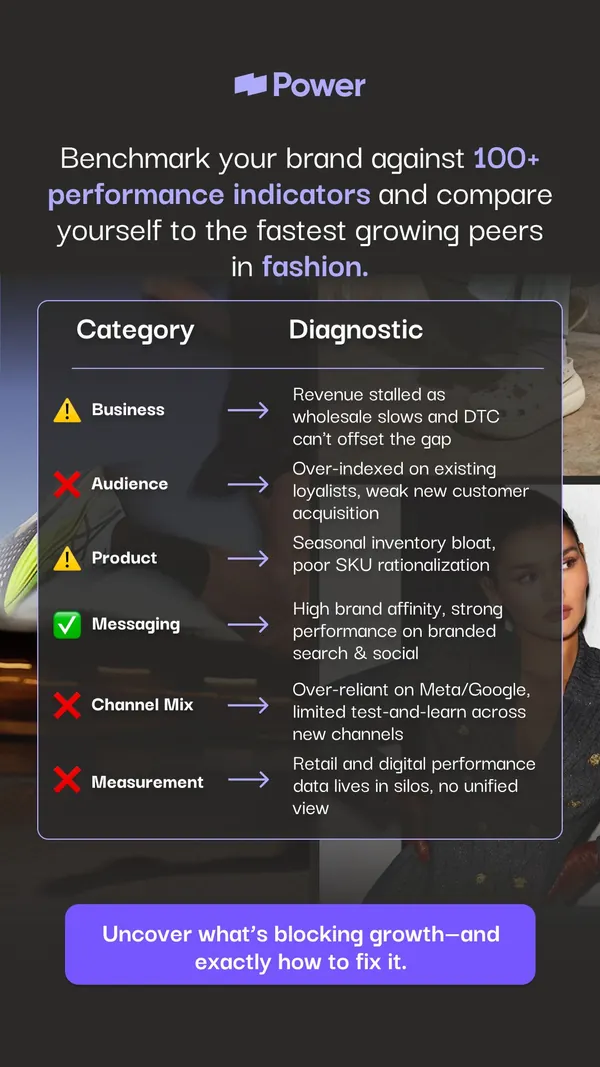 Power
Benchmark your brand against 100+
performance indicators and compare
yourself to the fastest growing peers
in fashion.
Category Diagnostic
⚠️ Business → Revenue stalled as
wholesale slows and DTC
can't offset the gap
❌ Audience → Over-indexed on existing
loyalists, weak new customer
acquisition
⚠️ Product → Seasonal inventory bloat,
poor SKU rationalization
✅ Messaging → High brand affinity, strong
performance on branded
search & social
❌ Channel Mix → Over-reliant on Meta/Google,
limited test-and-learn across
new channels
❌ Measurement → Retail and digital performance
data lives in silos, no unified
view
Uncover what's blocking growth—and
exactly how to fix it.